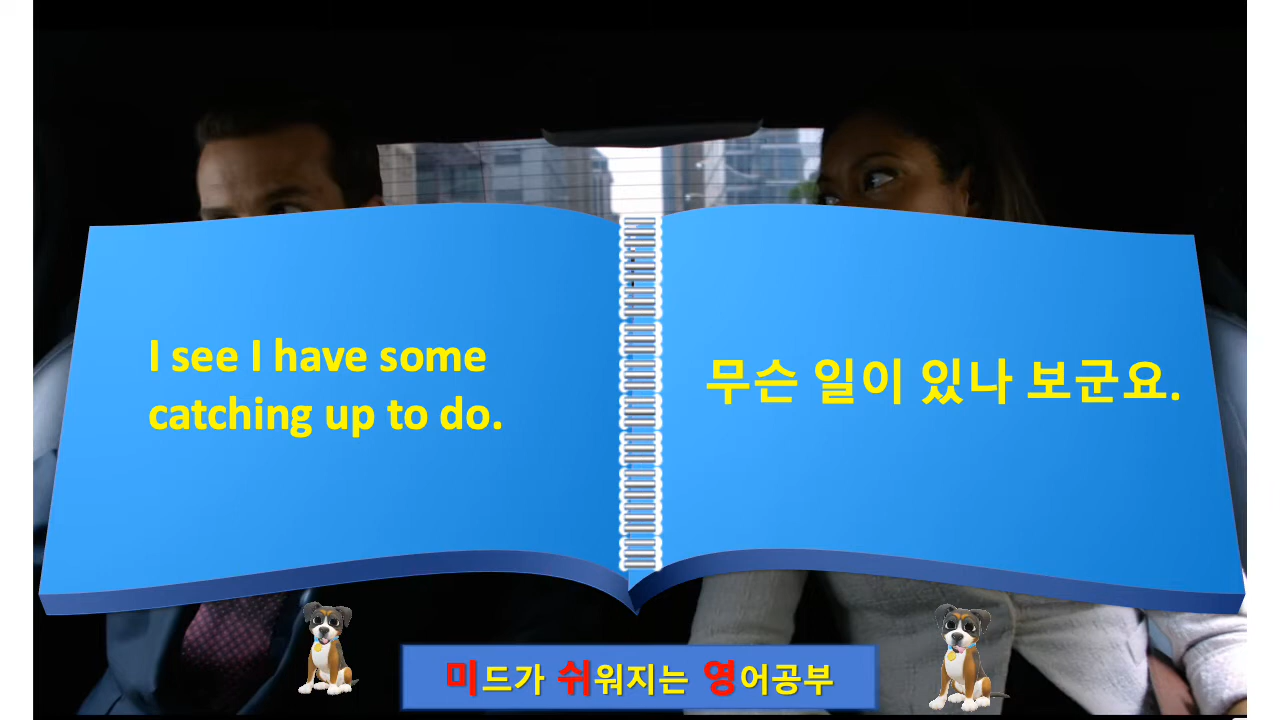 I see I have some
catching up to do.
무슨 일이 있나 보군요.
미드가 쉬워지는 영어공부